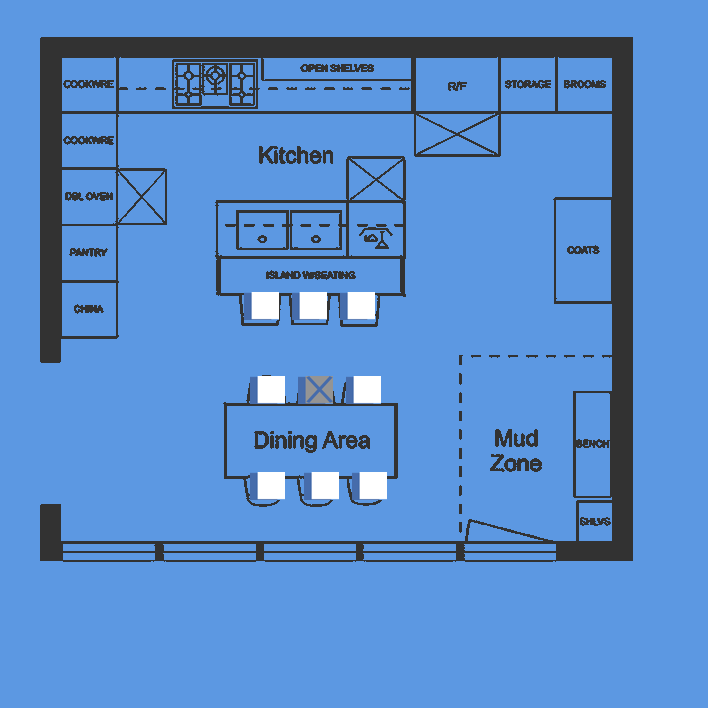 COOKWRE
OPEN SHELVES
R/F
STORAGE
BROOMS
COOKWRE
Kitchen
DBL OVEN
PANTRY
COATS
ISLAND W/SEATING
CHINA
Dining Area
Mud
Zone
BENCH
SHLVS